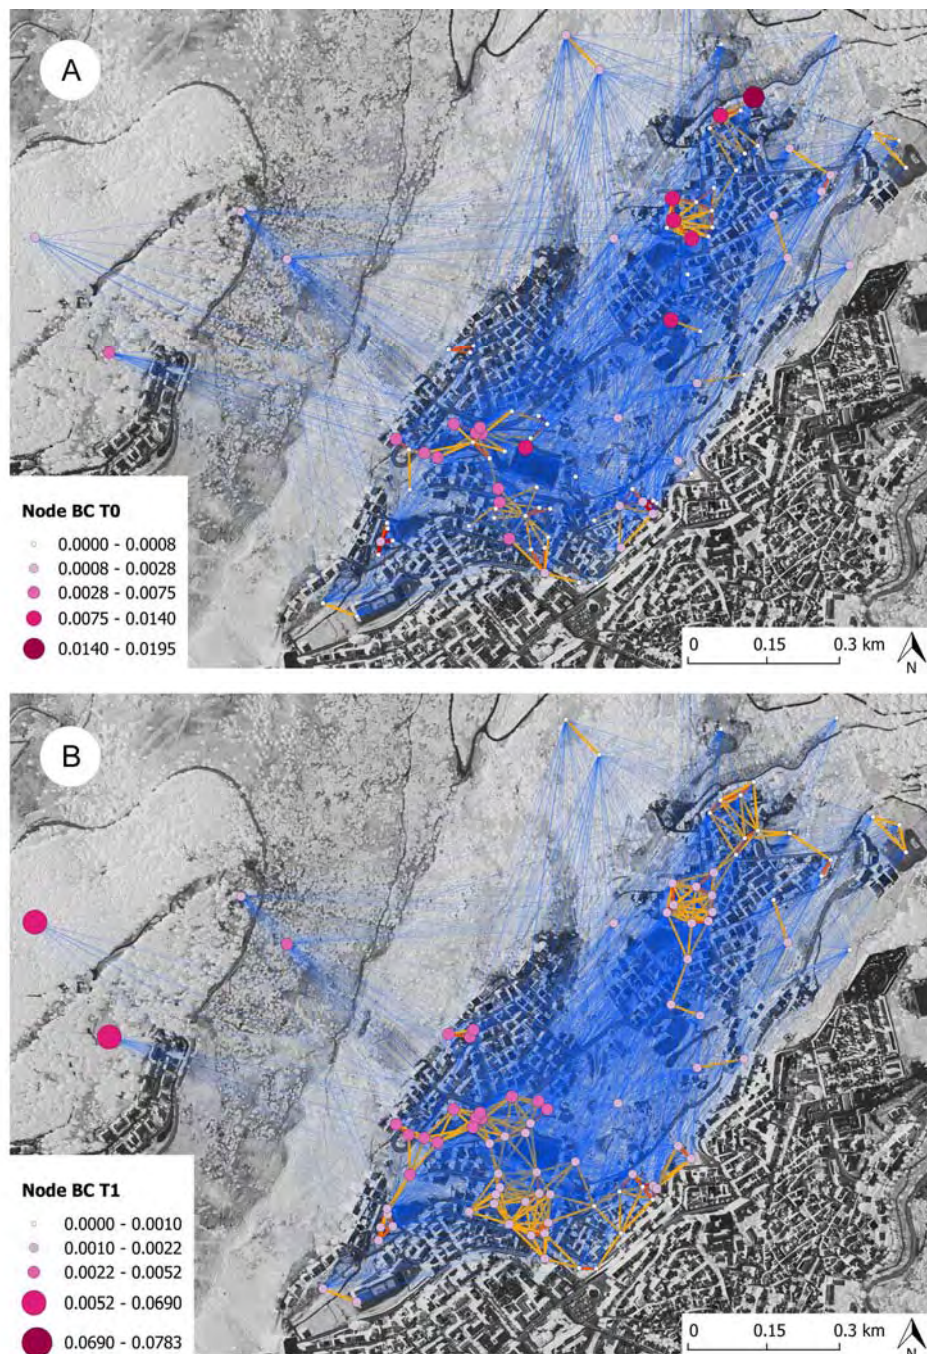 A
Node BC T0
0.0000 - 0.0008
0.0008 - 0.0028
0.0028 - 0.0075
0.0075 - 0.0140
0.0140 - 0.0195
0 0.15 0.3 km
N
B
Node BC T1
0.0000 - 0.0010
0.0010 - 0.0022
0.0022 - 0.0052
0.0052 - 0.0690
0.0690 - 0.0783
0 0.15 0.3 km
N